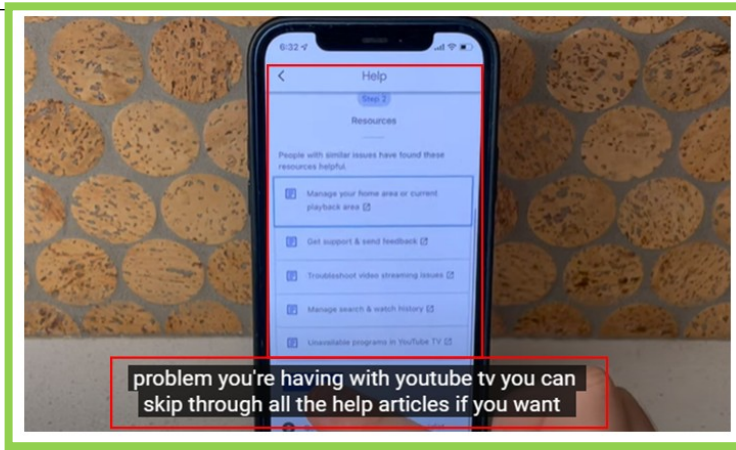 6:32
Help
Step 2
Resources
People with similar issues have found these
resources helpful.
Manage your home area or current
playback area
Get support & send feedback
Troubleshoot video streaming issues
Manage search & watch history
Unavailable programs in YouTube TV
problem you're having with youtube tv you can
skip through all the help articles if you want